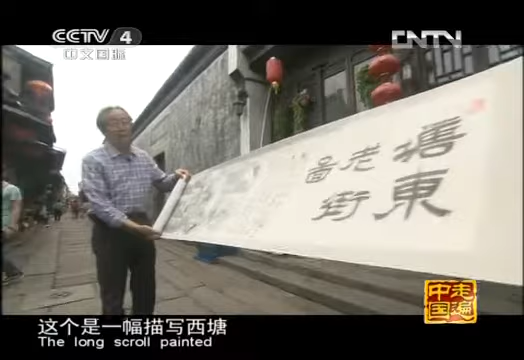 CCTV 4
中文国际
CNTV
塘東
老街
圖
走遍
中国
这个是一幅描写西塘
The long scroll painted